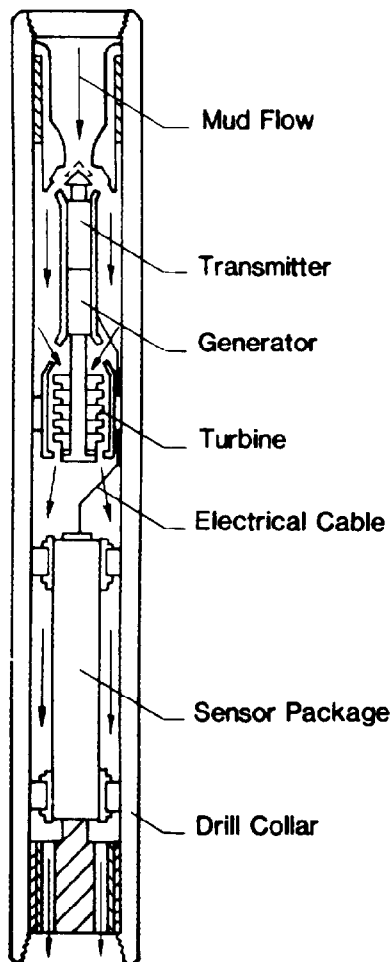 Mud Flow
Transmitter
Generator
Turbine
Electrical Cable
Sensor Package
Drill Collar